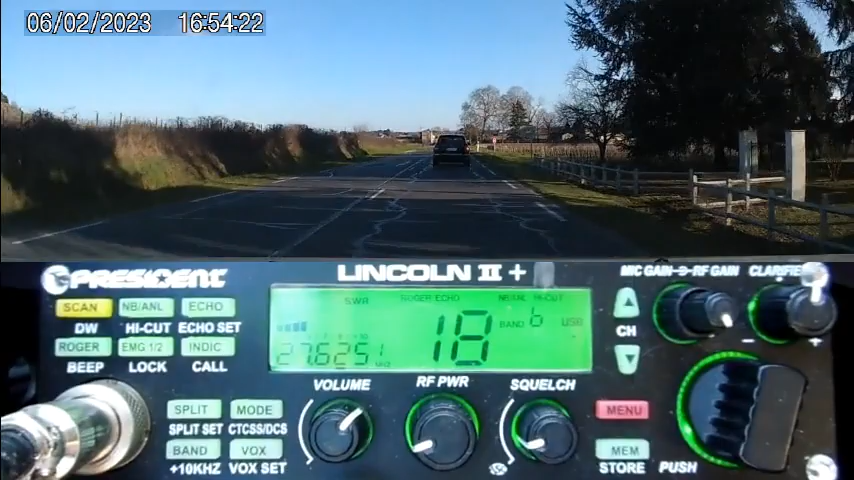 06/02/2023 16:54:22
PRESIDENT LINCOLN II + MIC GAIN RF GAIN CLARIFIER
SCAN NB/ANL ECHO
DW HI-CUT ECHO SET
ROGER EMG 1/2 INDIC
BEEP LOCK CALL
SWR ROGER ECHO NB/ANL HI-CUT
18 BAND b USB
27.6251
CH
- +
VOLUME RF PWR SQUELCH
SPLIT MODE
SPLIT SET CTCSS/DCS
BAND VOX
+10KHZ VOX SET
MENU
MEM
STORE PUSH